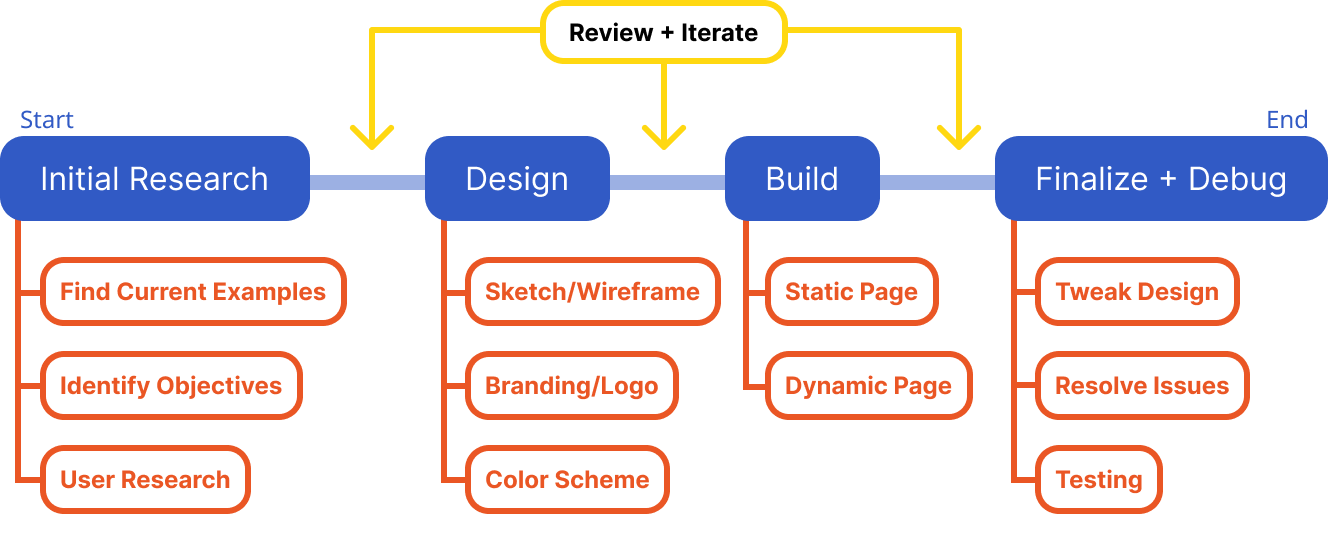 Review + Iterate
Start
End
Initial Research
Design
Build
Finalize + Debug
Find Current Examples
Sketch/Wireframe
Static Page
Tweak Design
Identify Objectives
Branding/Logo
Dynamic Page
Resolve Issues
User Research
Color Scheme
Testing